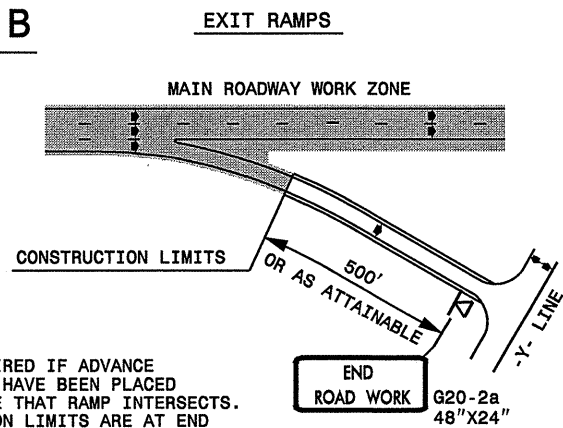 B
EXIT RAMPS
MAIN ROADWAY WORK ZONE
CONSTRUCTION LIMITS
500'
OR AS ATTAINABLE
-Y- LINE
END
ROAD WORK
G20-2a
48"X24"
IRED IF ADVANCE
HAVE BEEN PLACED
E THAT RAMP INTERSECTS.
ON LIMITS ARE AT END